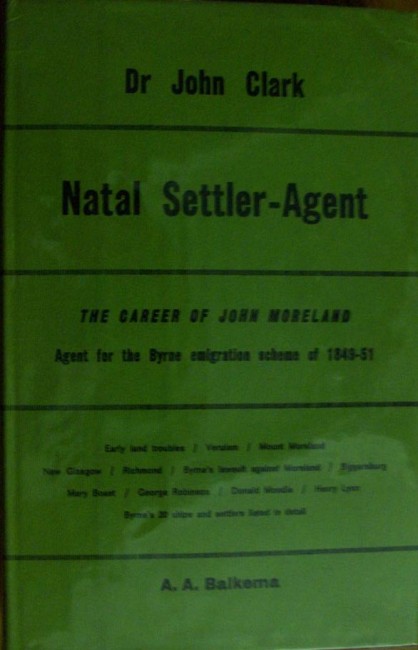 Dr John Clark
Natal Settler-Agent
THE CAREER OF JOHN MORELAND
Agent for the Byrne emigration scheme of 1849-51
Early land troubles / Verulam / Mount Moreland
New Glasgow / Richmond / Byrne's lawsuit against Moreland /
Mary Boast / George Robinson / Donald Moodie / Henry
Byrne's 20 ships and settlers listed in detail
A. A. Balkema